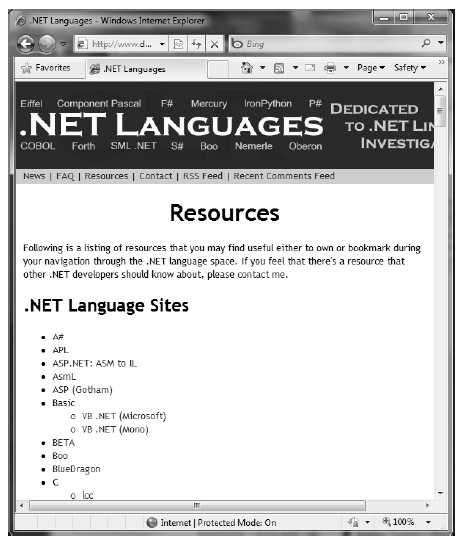 .NET Languages - Windows Internet Explorer
http://www.d...
Bing
Favorites
.NET Languages
Page
Safety
Eiffel Component Pascal F# Mercury IronPython P#
.NET LANGUAGES
COBOL Forth SML .NET S# Boo Nemerle Oberon
DEDICATED
TO .NET LIN
INVESTIGA
News | FAQ | Resources | Contact | RSS Feed | Recent Comments Feed
Resources
Following is a listing of resources that you may find useful either to own or bookmark during
your navigation through the .NET language space. If you feel that there's a resource that
other .NET developers should know about, please contact me.
.NET Language Sites
A#
APL
ASP.NET: ASM to IL
AsmL
ASP (Gotham)
Basic
VB .NET (Microsoft)
VB .NET (Mono)
BETA
Boo
BlueDragon
C
lcc
Internet | Protected Mode: On
100%